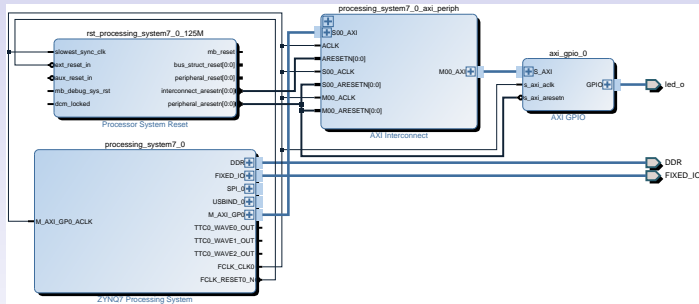 rst_processing_system7_0_125M
slowest_sync_clk
ext_reset_in
aux_reset_in
mb_debug_sys_rst
dcm_locked
mb_reset
bus_struct_reset[0:0]
peripheral_reset[0:0]
interconnect_aresetn[0:0]
peripheral_aresetn[0:0]
Processor System Reset
processing_system7_0_axi_periph
S00_AXI
ACLK
ARESETN[0:0]
S00_ACLK
S00_ARESETN[0:0]
M00_ACLK
M00_ARESETN[0:0]
M00_AXI
AXI Interconnect
axi_gpio_0
S_AXI
s_axi_aclk
s_axi_aresetn
GPIO
AXI GPIO
led_o
processing_system7_0
M_AXI_GP0_ACLK
DDR
FIXED_IO
SPI_0
USBIND_0
M_AXI_GP0
TTC0_WAVE0_OUT
TTC0_WAVE1_OUT
TTC0_WAVE2_OUT
FCLK_CLK0
FCLK_RESET0_N
ZYNQ7 Processing System
DDR
FIXED_IO